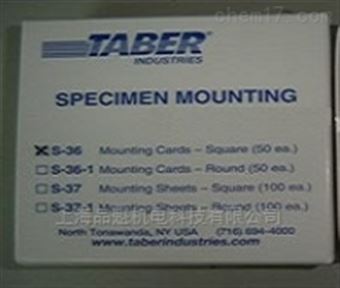 chem17.com
TABER®
INDUSTRIES
SPECIMEN MOUNTING
S-36 Mounting Cards – Square (50 ea.)
S-36-1 Mounting Cards – Round (50 ea.)
S-37 Mounting Sheets – Square (100 ea.)
S-37-1 Mounting Sheets – Round (100 ea.)
上海品魁机电科技有限公司
North Tonawanda, NY USA (716) 694-4000
www.taberindustries.com